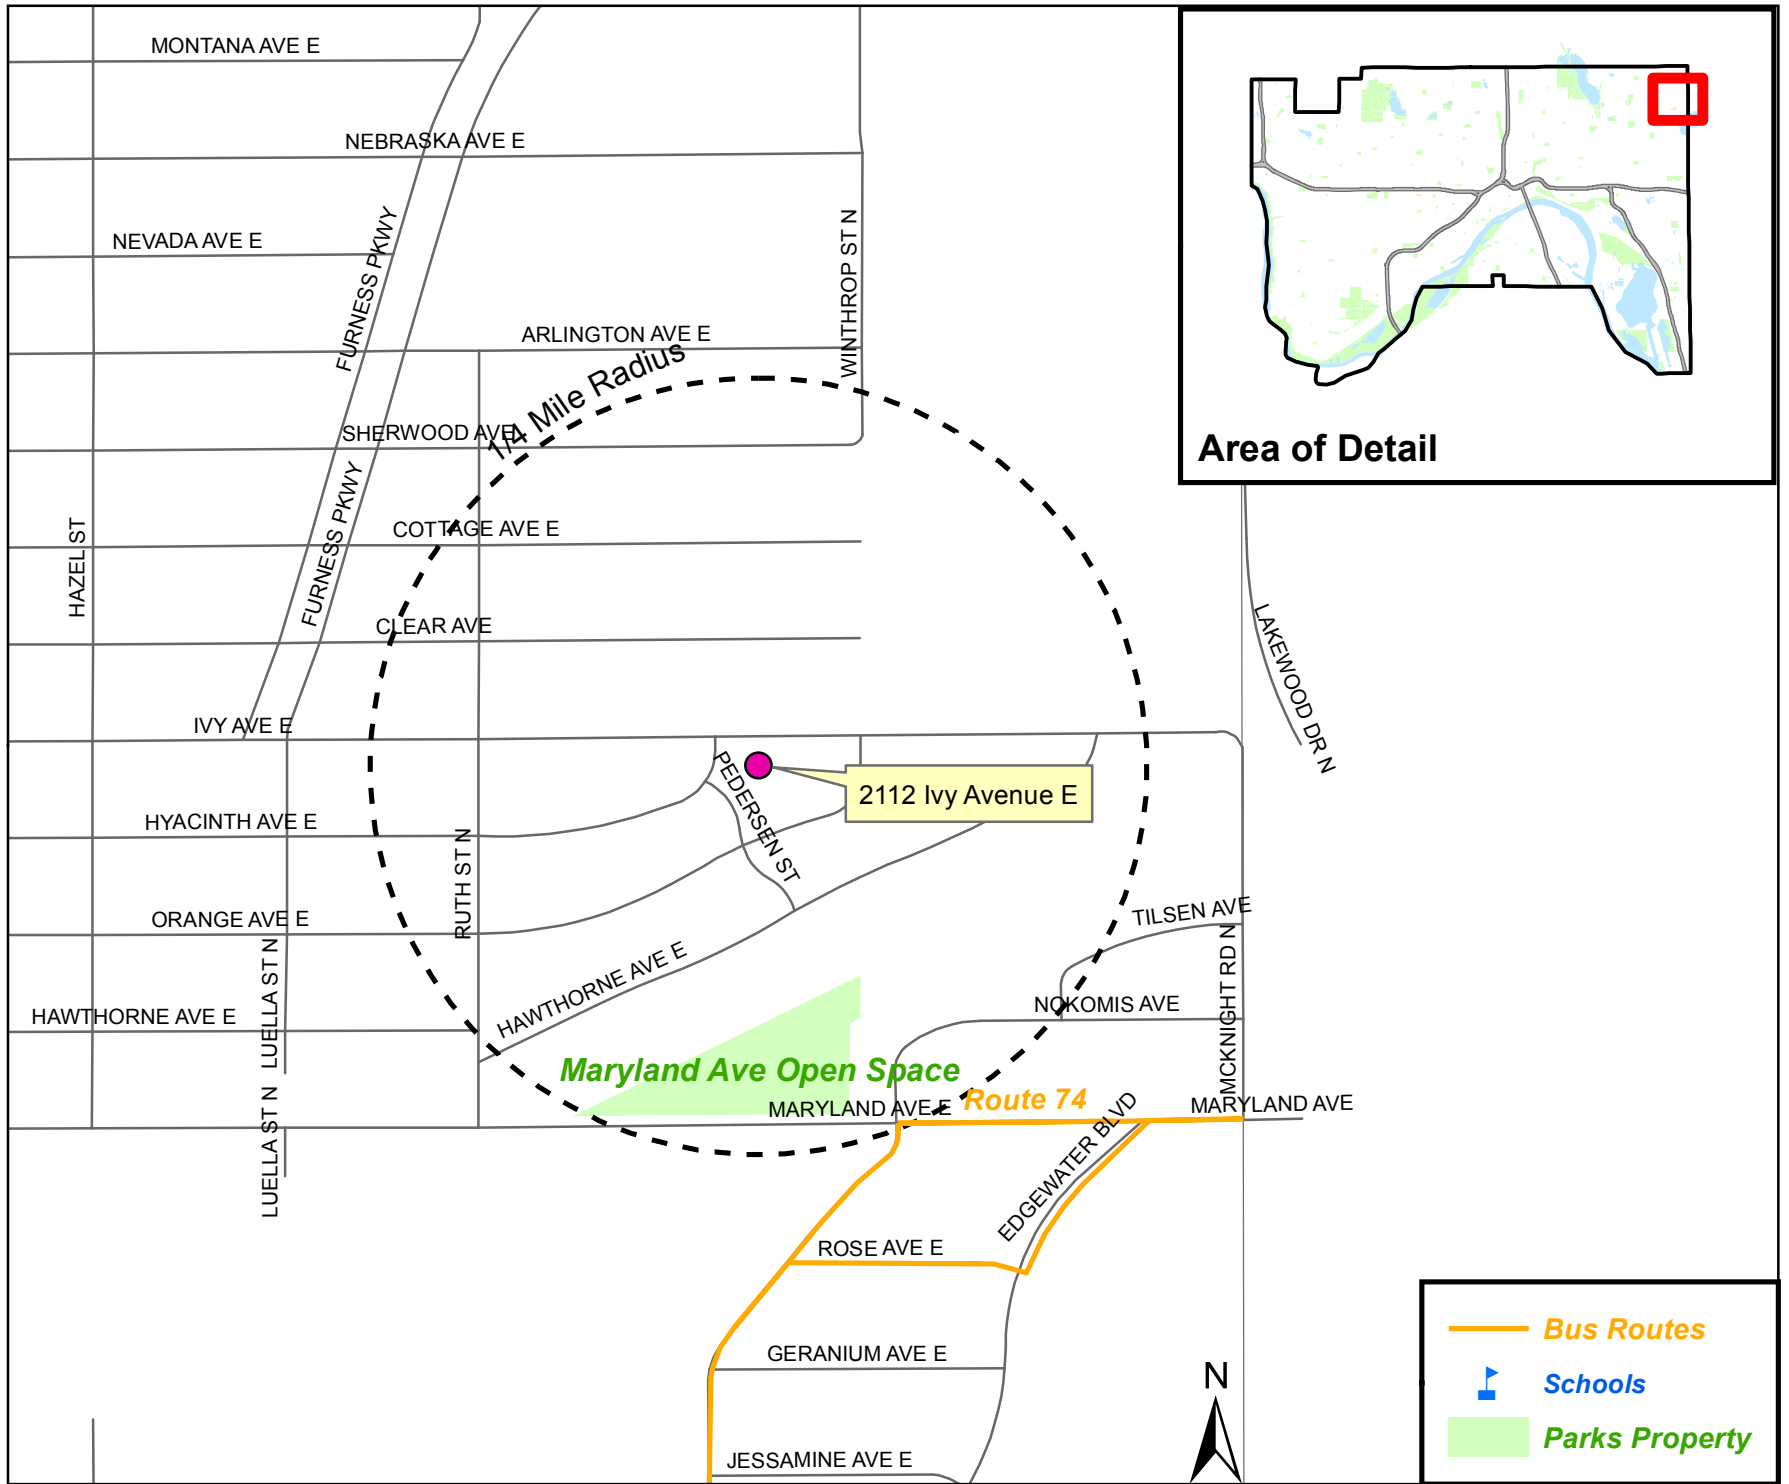 MONTANA AVE E
NEBRASKA AVE E
NEVADA AVE E
FURNESS PKWY
WINTHROP ST N
ARLINGTON AVE E
1/4 Mile Radius
SHERWOOD AVE
Area of Detail
HAZEL ST
FURNESS PKWY
COTTAGE AVE E
CLEAR AVE
LAKEWOOD DR N
IVY AVE E
PEDERSEN ST
2112 Ivy Avenue E
HYACINTH AVE E
RUTH ST N
ORANGE AVE E
TILSEN AVE
LUELLA ST N
HAWTHORNE AVE E
MCKNIGHT RD N
HAWTHORNE AVE E
NOKOMIS AVE
Maryland Ave Open Space
MARYLAND AVE E
Route 74
MARYLAND AVE
LUELLA ST N
EDGEWATER BLVD
ROSE AVE E
GERANIUM AVE E
JESSAMINE AVE E
N
Bus Routes
Schools
Parks Property